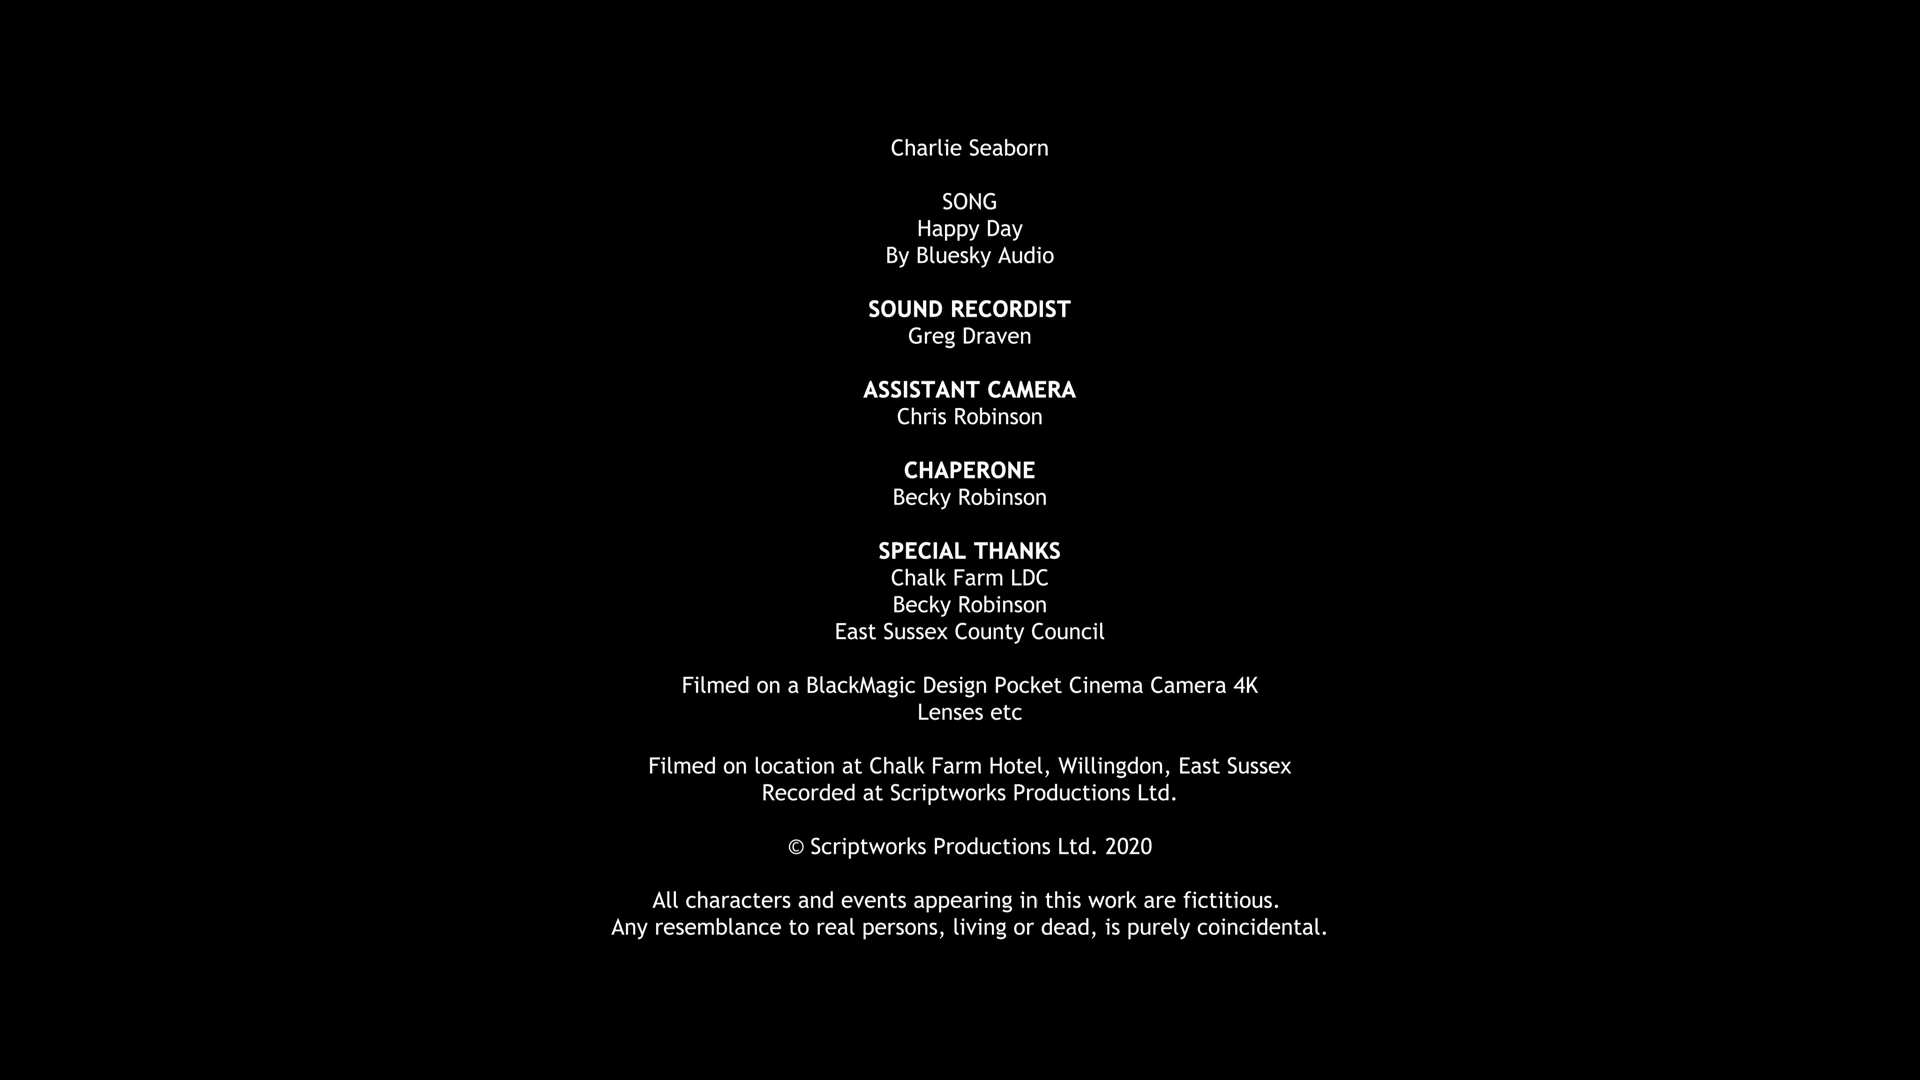 Charlie Seaborn
SONG
Happy Day
By Bluesky Audio
SOUND RECORDIST
Greg Draven
ASSISTANT CAMERA
Chris Robinson
CHAPERONE
Becky Robinson
SPECIAL THANKS
Chalk Farm LDC
Becky Robinson
East Sussex County Council
Filmed on a BlackMagic Design Pocket Cinema Camera 4K
Lenses etc
Filmed on location at Chalk Farm Hotel, Willingdon, East Sussex
Recorded at Scriptworks Productions Ltd.
© Scriptworks Productions Ltd. 2020
All characters and events appearing in this work are fictitious.
Any resemblance to real persons, living or dead, is purely coincidental.